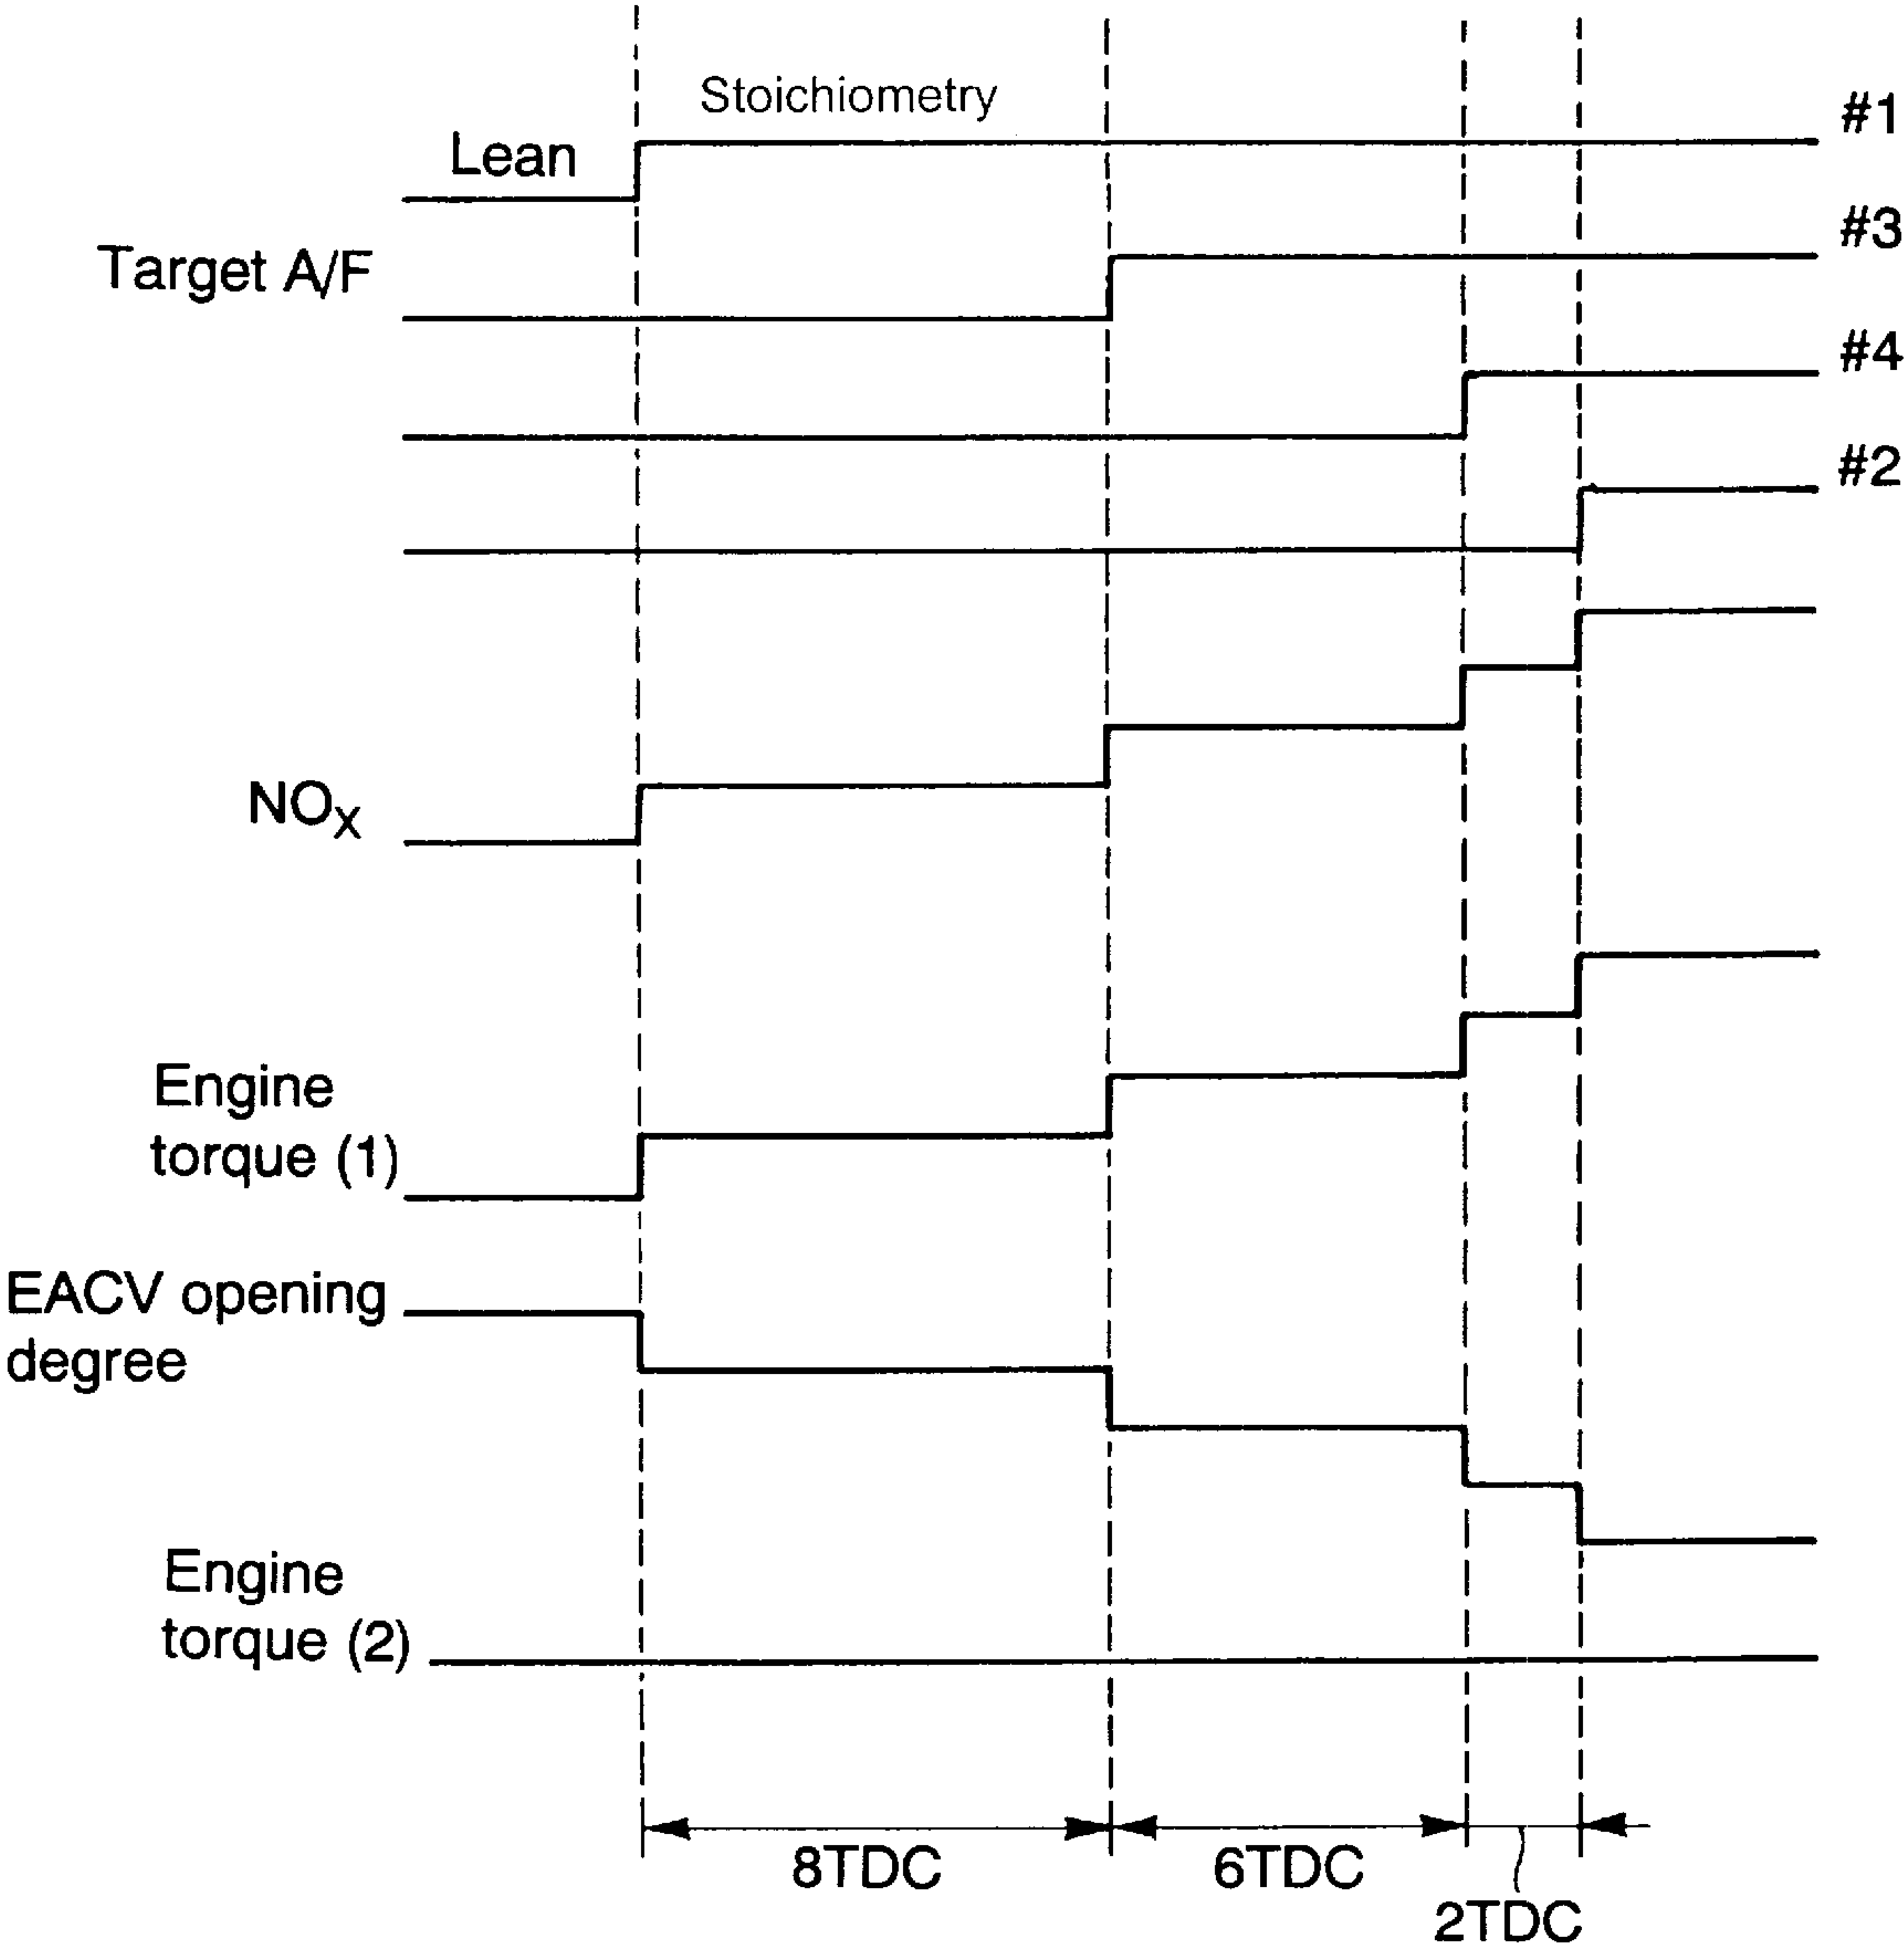 Stoichiometry
#1
Lean
#3
Target A/F
#4
#2
NOX
Engine
torque (1)
EACV opening
degree
Engine
torque (2)
8TDC
6TDC
2TDC